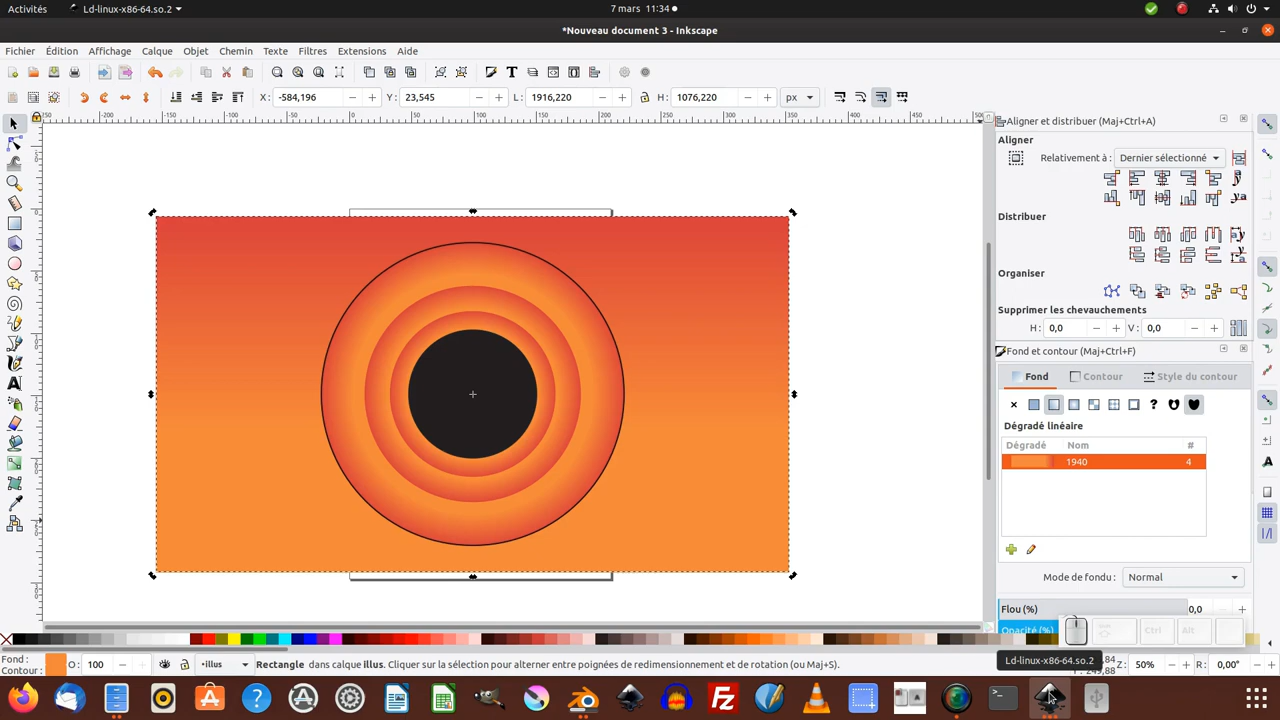 Activités
Ld-linux-x86-64.so.2
7 mars 11:34
*Nouveau document 3 - Inkscape
Fichier Édition Affichage Calque Objet Chemin Texte Filtres Extensions Aide
X: -584,196 Y: 23,545 L: 1916,220 H: 1076,220 px
Aligner et distribuer (Maj+Ctrl+A)
Aligner
Relativement à : Dernier sélectionné
Distribuer
Organiser
Supprimer les chevauchements
H : 0,0 V : 0,0
Fond et contour (Maj+Ctrl+F)
Fond Contour Style du contour
Dégradé linéaire
Dégradé Nom #
1940 4
Mode de fondu : Normal
Flou (%) 0,0
Opacité (%)
Ctrl Alt
Ld-linux-x86-64.so.2
Fond :
Contour :
O: 100
•illus
Rectangle dans calque illus. Cliquer sur la sélection pour alterner entre poignées de redimensionnement et de rotation (ou Maj+S).
Z: 50% R: 0,00°